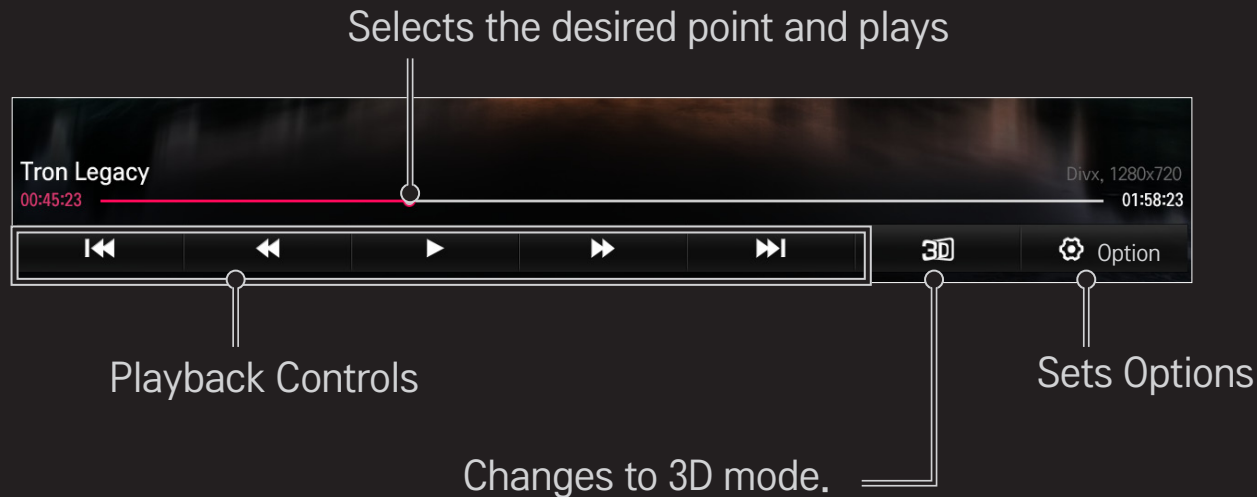 Selects the desired point and plays
Tron Legacy
Divx, 1280x720
00:45:23
01:58:23
3D
Option
Playback Controls
Sets Options
Changes to 3D mode.